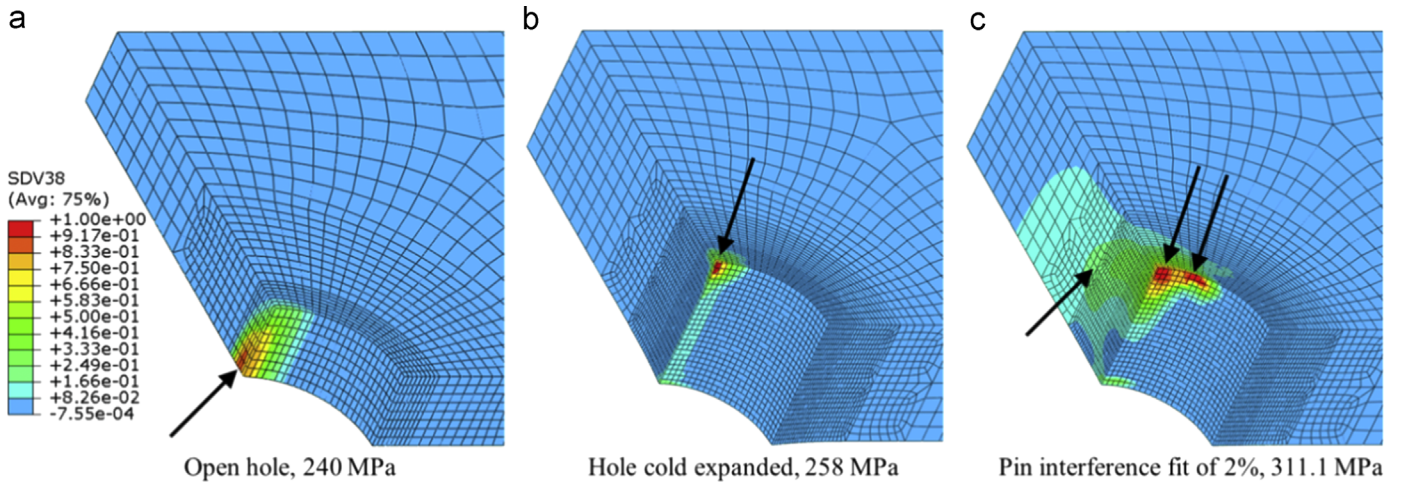 a
b
c
SDV38
(Avg: 75%)
+1.00e+00
+9.17e-01
+8.33e-01
+7.50e-01
+6.66e-01
+5.83e-01
+5.00e-01
+4.16e-01
+3.33e-01
+2.49e-01
+1.66e-01
+8.26e-02
-7.55e-04
Open hole, 240 MPa
Hole cold expanded, 258 MPa
Pin interference fit of 2%, 311.1 MPa